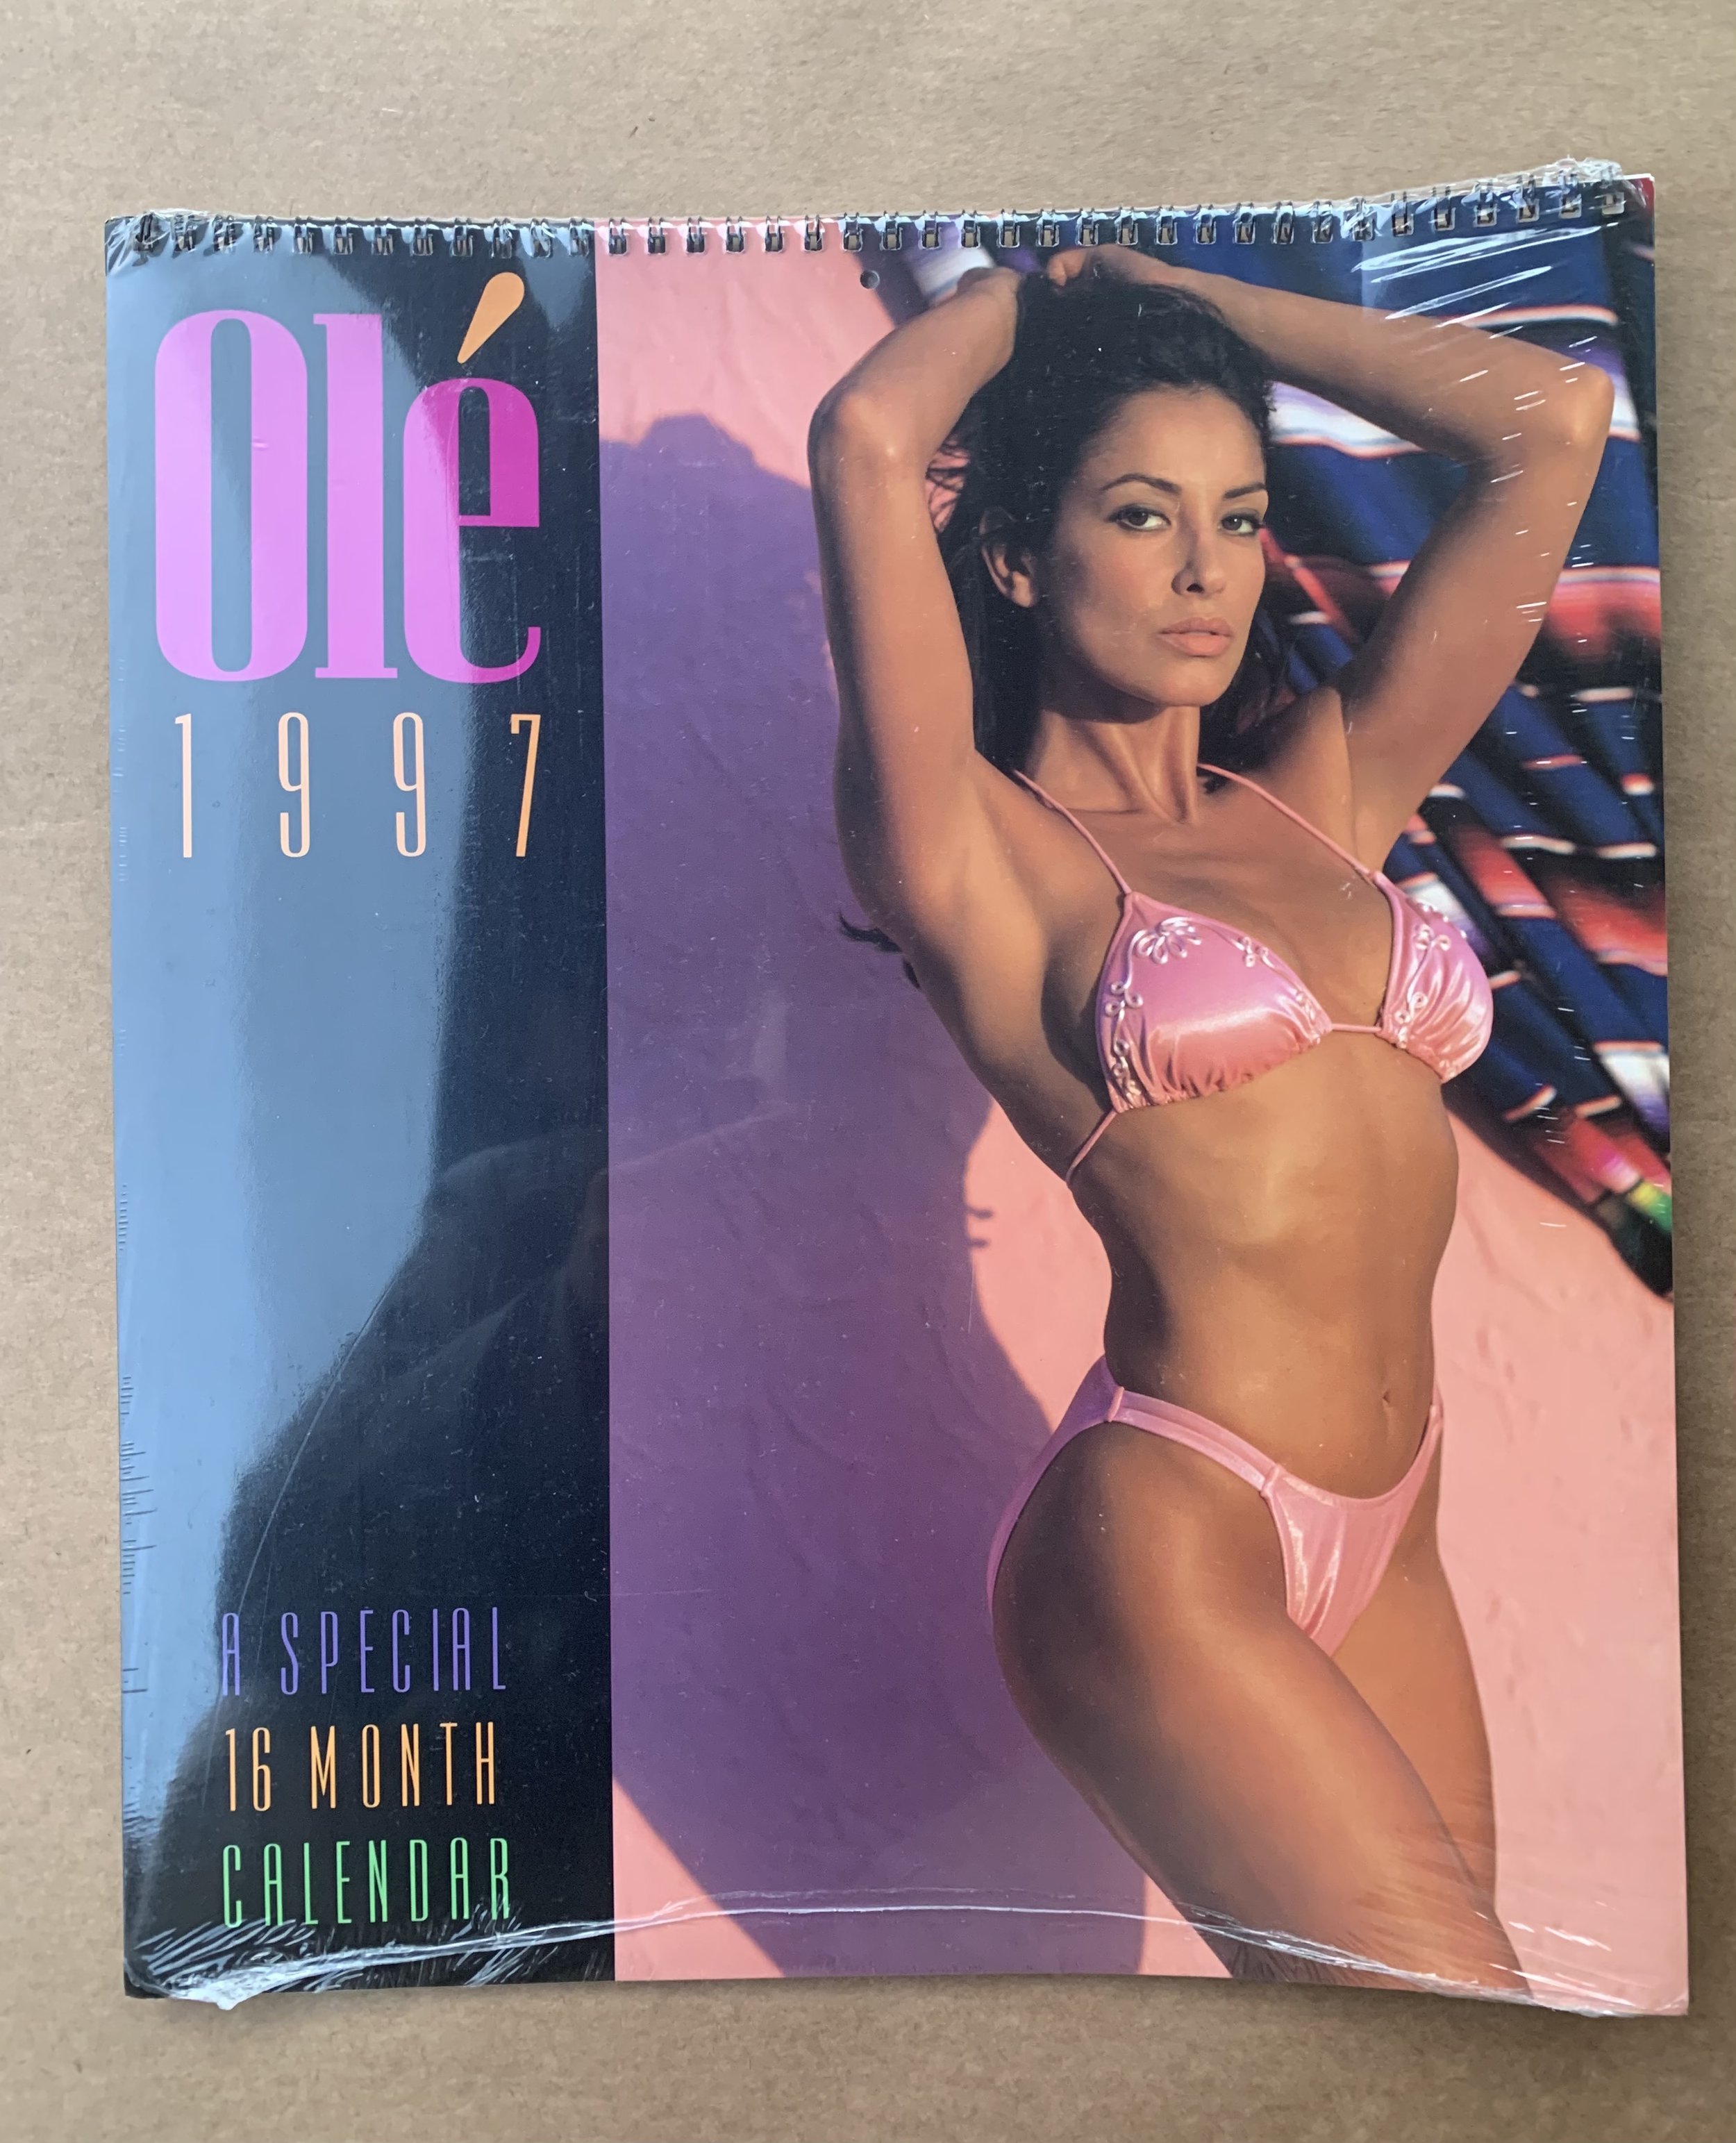 Olé
1997
A SPECIAL
16 MONTH
CALENDAR